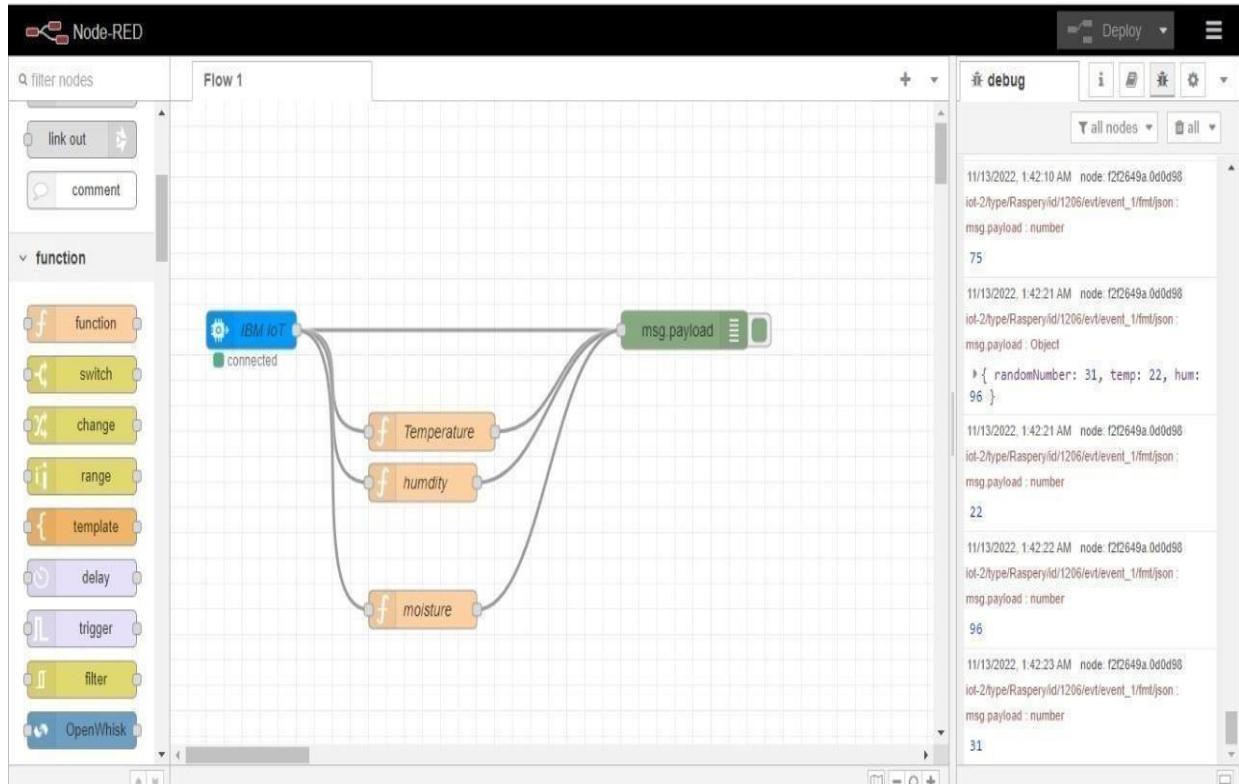 Node-RED
Deploy
filter nodes
Flow 1
debug
i
all nodes
all
link out
comment
function
function
switch
change
range
template
delay
trigger
filter
OpenWhisk
IBM IoT
connected
msg.payload
Temperature
humdity
moisture
11/13/2022, 1:42:10 AM node: f2f2649a.0d0d98
iot-2/type/Raspery/id/1206/evt/event_1/fmt/json :
msg.payload : number
75
11/13/2022, 1:42:21 AM node: f2f2649a.0d0d98
iot-2/type/Raspery/id/1206/evt/event_1/fmt/json :
msg.payload : Object
{ randomNumber: 31, temp: 22, hum:
96 }
11/13/2022, 1:42:21 AM node: f2f2649a.0d0d98
iot-2/type/Raspery/id/1206/evt/event_1/fmt/json :
msg.payload : number
22
11/13/2022, 1:42:22 AM node: f2f2649a.0d0d98
iot-2/type/Raspery/id/1206/evt/event_1/fmt/json :
msg.payload : number
96
11/13/2022, 1:42:23 AM node: f2f2649a.0d0d98
iot-2/type/Raspery/id/1206/evt/event_1/fmt/json :
msg.payload : number
31